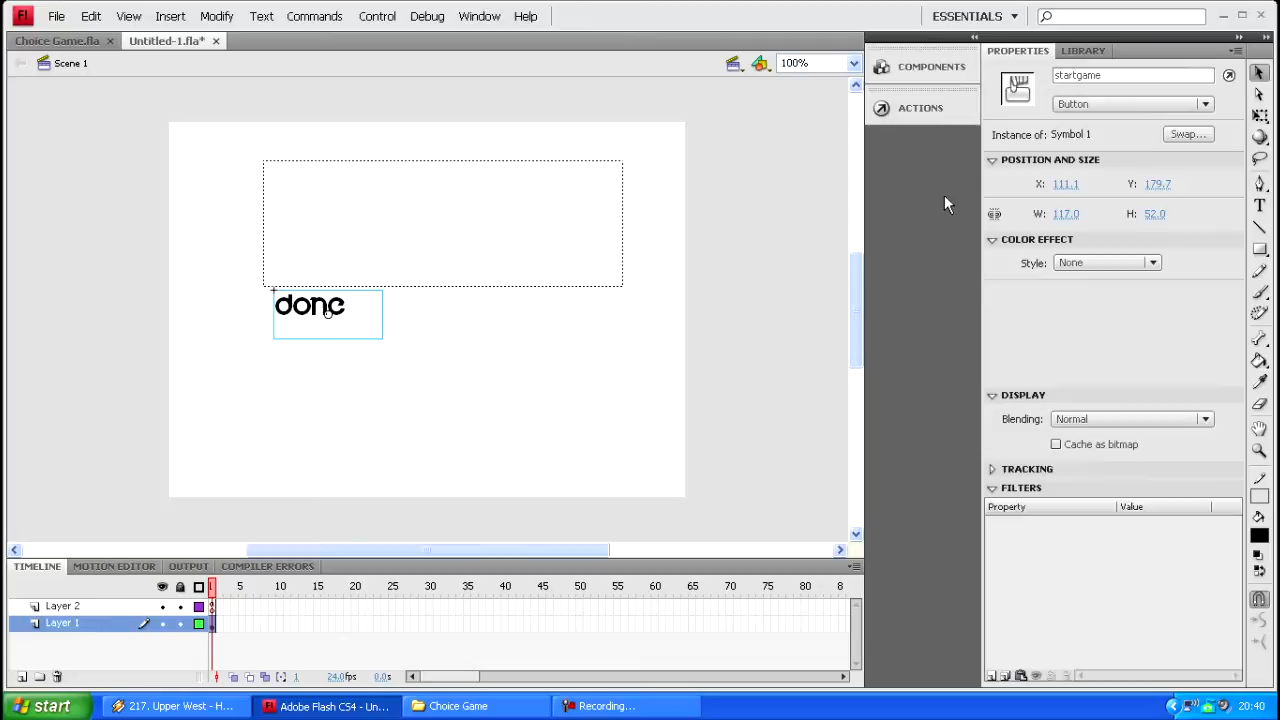 Fl File Edit View Insert Modify Text Commands Control Debug Window Help ESSENTIALS
Choice Game.fla Untitled-1.fla*
Scene 1 100%
COMPONENTS
ACTIONS
PROPERTIES LIBRARY
startgame
Button
Instance of: Symbol 1 Swap...
POSITION AND SIZE
X: 111.1 Y: 179.7
W: 117.0 H: 52.0
COLOR EFFECT
Style: None
DISPLAY
Blending: Normal
Cache as bitmap
TRACKING
FILTERS
Property Value
done
TIMELINE MOTION EDITOR OUTPUT COMPILER ERRORS
1 5 10 15 20 25 30 35 40 45 50 55 60 65 70 75 80 8
Layer 2
Layer 1
1 24.0fps 0.0s
start 217. Upper West - H... Adobe Flash CS4 - Un... Choice Game Recording... 20:40